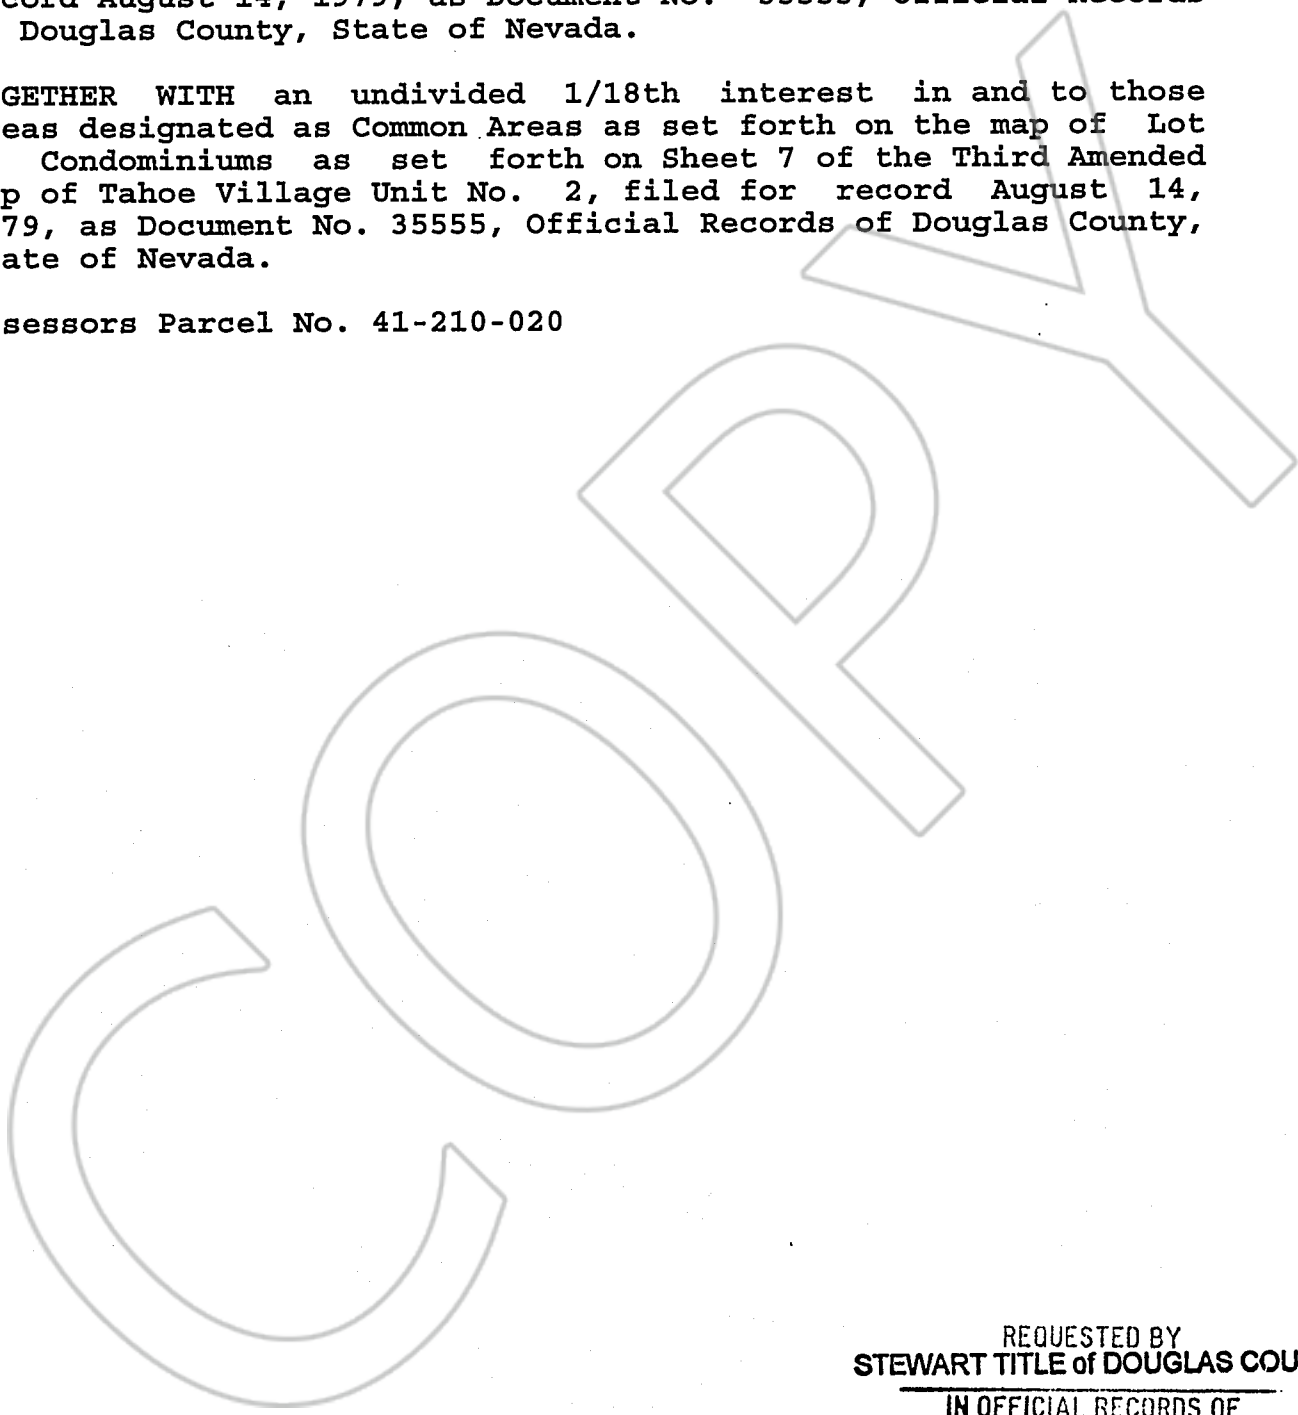 cord August 14, 1979, as Document No. 35555, Official Records
Douglas County, State of Nevada.
GETHER WITH an undivided 1/18th interest in and to those
eas designated as Common Areas as set forth on the map of Lot
Condominiums as set forth on Sheet 7 of the Third Amended
p of Tahoe Village Unit No. 2, filed for record August 14,
79, as Document No. 35555, Official Records of Douglas County,
ate of Nevada.
sessors Parcel No. 41-210-020
COPY
REQUESTED BY
STEWART TITLE of DOUGLAS COU
IN OFFICIAL RECORDS OF